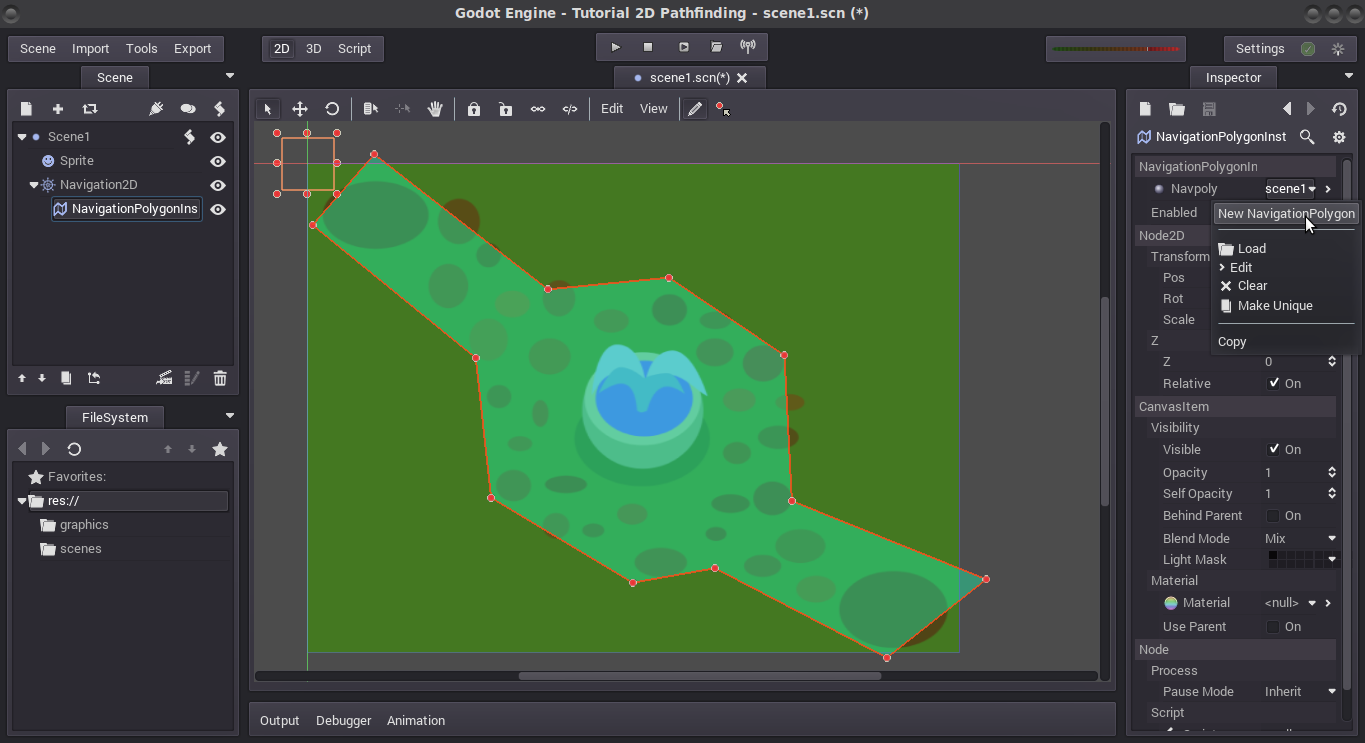 Godot Engine - Tutorial 2D Pathfinding - scene1.scn (*)
Scene Import Tools Export
2D 3D Script
Settings
Scene
scene1.scn(*)
Inspector
Edit View
Scene1
Sprite
Navigation2D
NavigationPolygonIns
NavigationPolygonInst
NavigationPolygonIn
Navpoly scene1
Enabled
New NavigationPolygon
Load
Edit
Clear
Make Unique
Copy
Node2D
Transform
Pos
Rot
Scale
Z
Z 0
Relative On
CanvasItem
Visibility
Visible On
Opacity 1
Self Opacity 1
Behind Parent On
Blend Mode Mix
Light Mask
Material
Material <null>
Use Parent On
Node
Process
Pause Mode Inherit
Script
FileSystem
Favorites:
res://
graphics
scenes
Output Debugger Animation